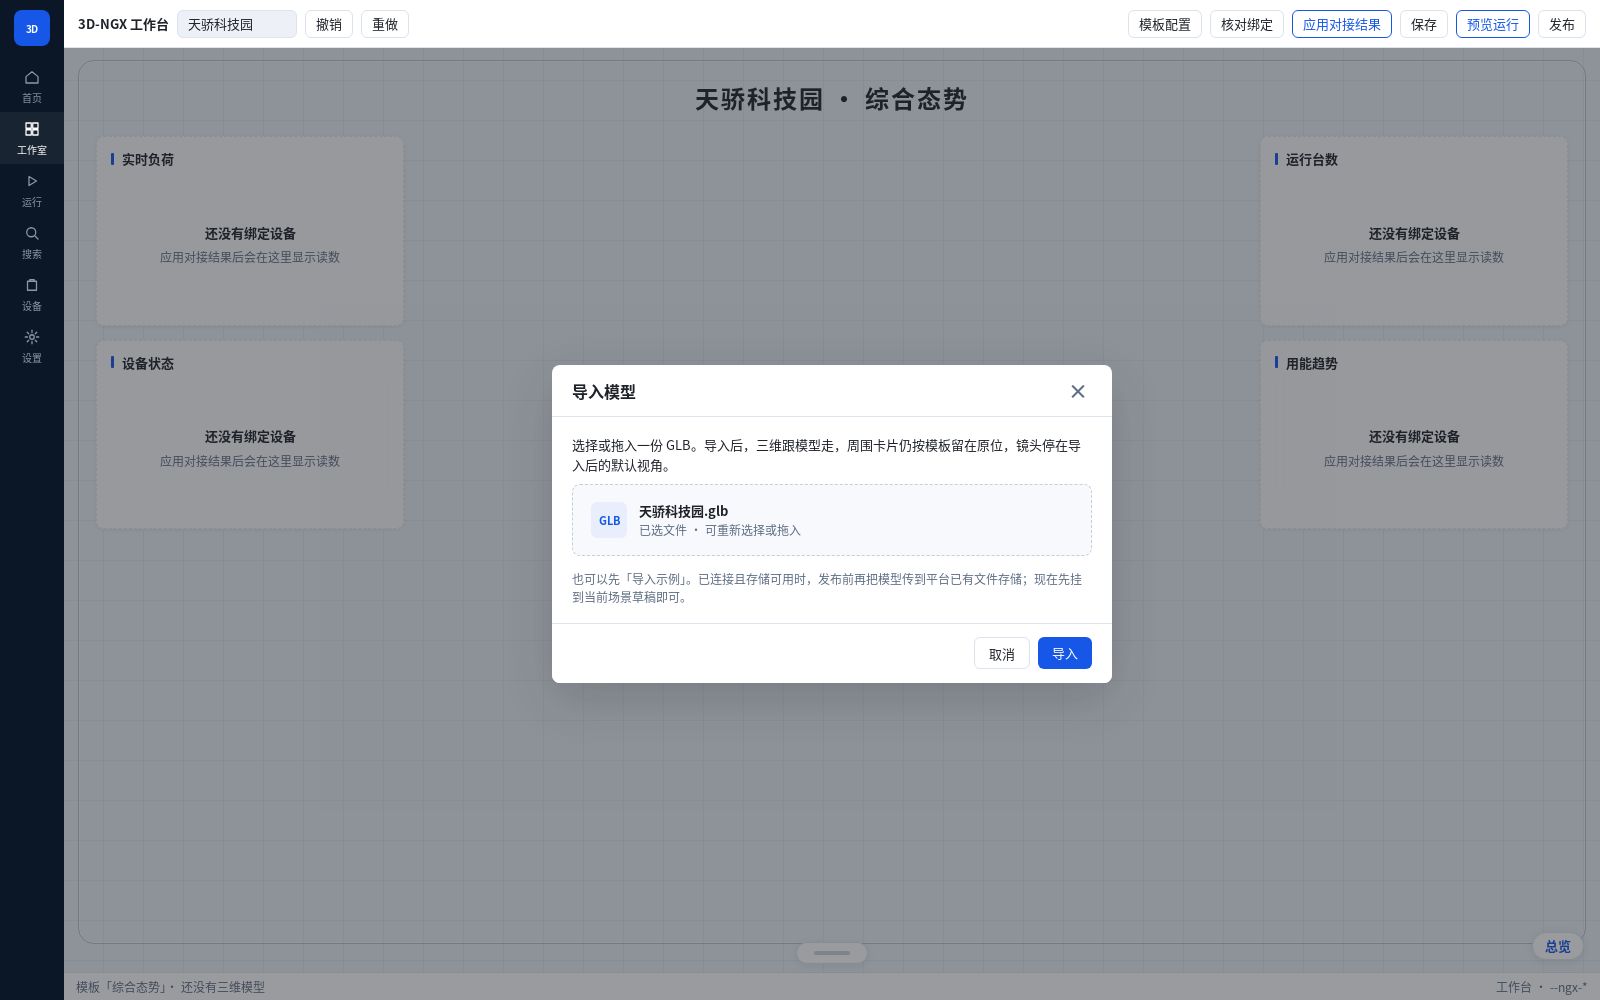 3D
3D-NGX 工作台
天骄科技园
撤销
重做
模板配置
核对绑定
应用对接结果
保存
预览运行
发布
首页
工作室
运行
搜索
设备
设置
天骄科技园 · 综合态势
实时负荷
还没有绑定设备
应用对接结果后会在这里显示读数
设备状态
还没有绑定设备
应用对接结果后会在这里显示读数
运行台数
还没有绑定设备
应用对接结果后会在这里显示读数
用能趋势
还没有绑定设备
应用对接结果后会在这里显示读数
导入模型
选择或拖入一份 GLB。导入后，三维跟模型走，周围卡片仍按模板留在原位，镜头停在导
入后的默认视角。
GLB
天骄科技园.glb
已选文件 · 可重新选择或拖入
也可以先「导入示例」。已连接且存储可用时，发布前再把模型传到平台已有文件存储；现在先挂
到当前场景草稿即可。
取消
导入
总览
模板「综合态势」· 还没有三维模型
工作台 · --ngx-*